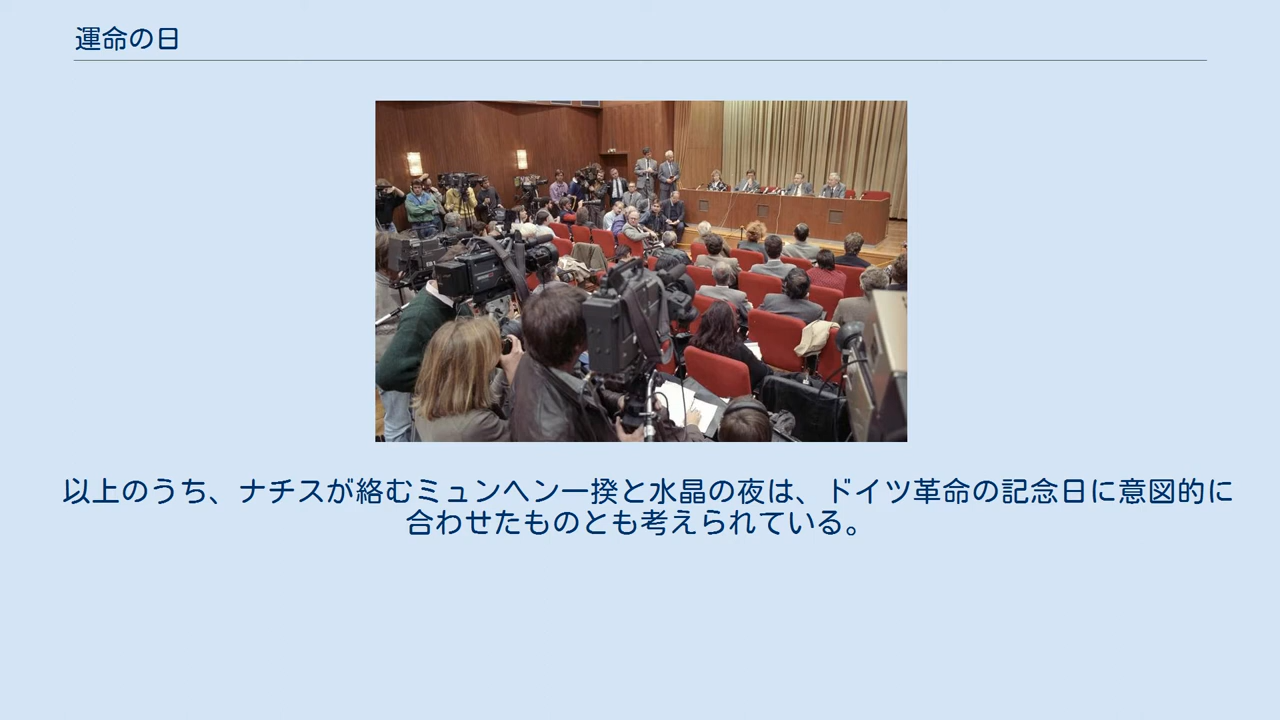 運命の日
以上のうち、ナチスが絡むミュンヘン一揆と水晶の夜は、ドイツ革命の記念日に意図的に
合わせたものとも考えられている。